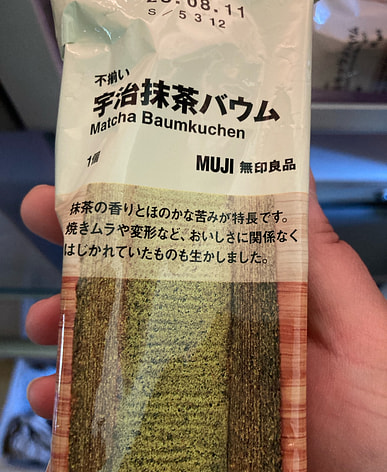 .08.11
S / 5 3 12
不揃い
宇治抹茶バウム
Matcha Baumkuchen
1個
MUJI 無印良品
抹茶の香りとほのかな苦みが特長です。
焼きムラや変形など、おいしさに関係なく
はじかれていたものも生かしました。